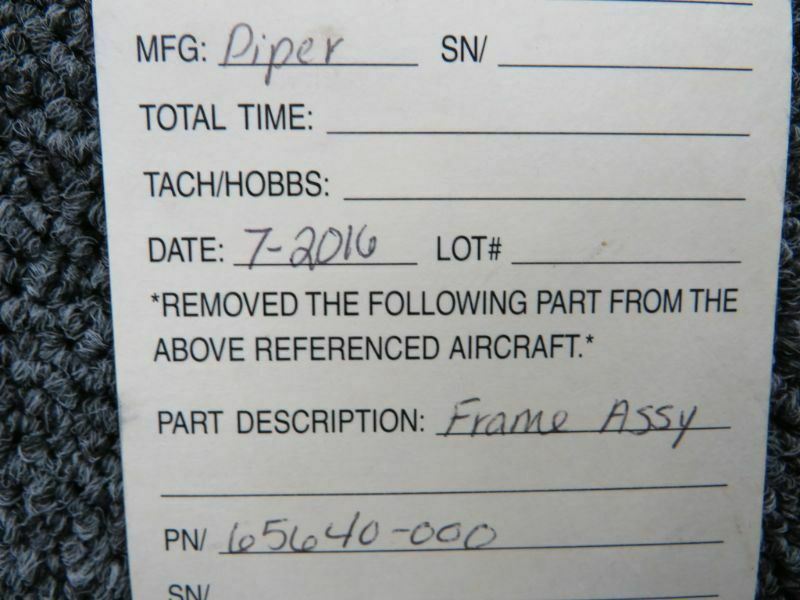 MFG: Piper SN/
TOTAL TIME:
TACH/HOBBS:
DATE: 7-2016 LOT#
*REMOVED THE FOLLOWING PART FROM THE
ABOVE REFERENCED AIRCRAFT.*
PART DESCRIPTION: Frame Assy
PN/ 65640-000
SN/